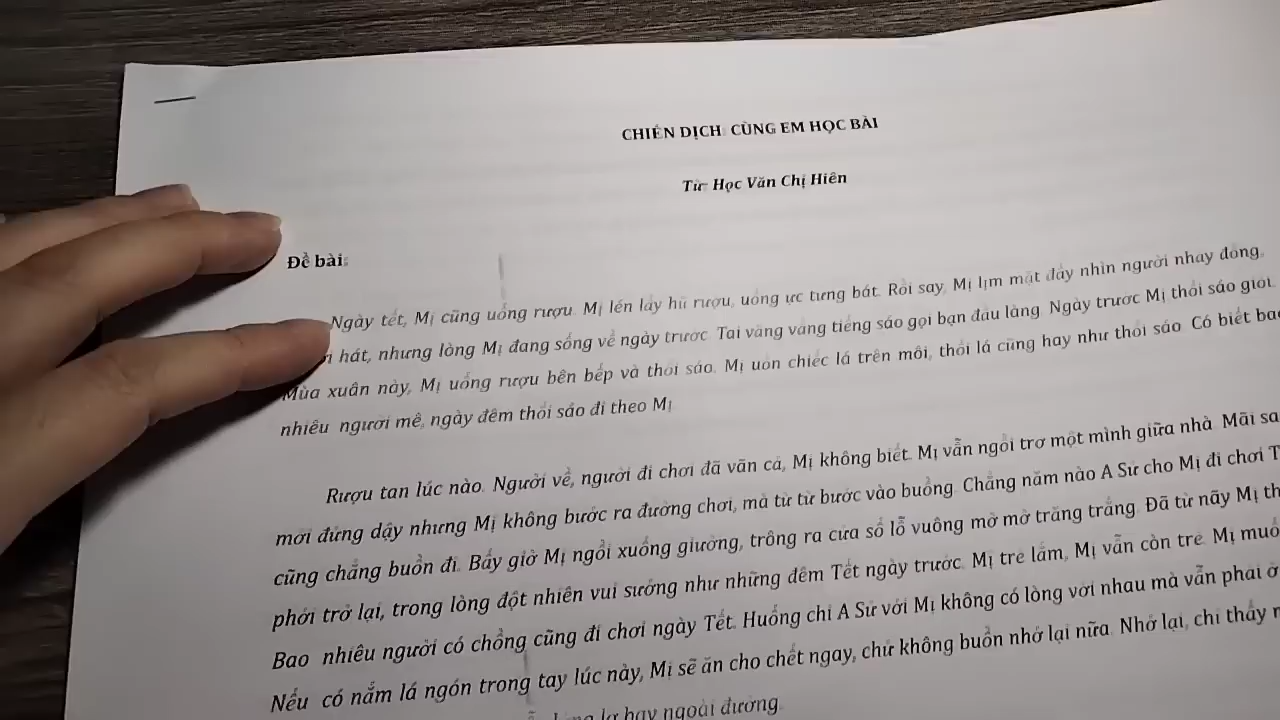 CHIẾN DỊCH: CÙNG EM HỌC BÀI
Từ: Học Văn Chị Hiên
Đề bài:
Ngày tết, Mị cũng uống rượu. Mị lén lấy hũ rượu, uống ực từng bát. Rồi say, Mị lịm mặt đấy nhìn người nhảy đồng,
hát, nhưng lòng Mị đang sống về ngày trước. Tai văng vẳng tiếng sáo gọi bạn đầu làng. Ngày trước Mị thổi sáo giỏi.
Mùa xuân này, Mị uống rượu bên bếp và thổi sáo. Mị uốn chiếc lá trên môi, thổi lá cũng hay như thổi sáo. Có biết bao
nhiêu người mê, ngày đêm thổi sáo đi theo Mị
Rượu tan lúc nào. Người về, người đi chơi đã vãn cả, Mị không biết. Mị vẫn ngồi trơ một mình giữa nhà. Mãi
mới đứng dậy nhưng Mị không bước ra đường chơi, mà từ từ bước vào buồng. Chẳng năm nào A Sử cho Mị đi chơi
cũng chẳng buồn đi. Bấy giờ Mị ngồi xuống giường, trông ra cửa sổ lỗ vuông mờ mờ trăng trắng. Đã từ nãy Mị
phới trở lại, trong lòng đột nhiên vui sướng như những đêm Tết ngày trước. Mị trẻ lắm, Mị vẫn còn trẻ. Mị
Bao nhiêu người có chồng cũng đi chơi ngày Tết. Huống chi A Sử với Mị không có lòng với nhau mà vẫn phải ở
Nếu có nắm lá ngón trong tay lúc này, Mị sẽ ăn cho chết ngay, chứ không buồn nhớ lại nữa. Nhớ lại, chỉ thấy
lơ bay ngoài đường.